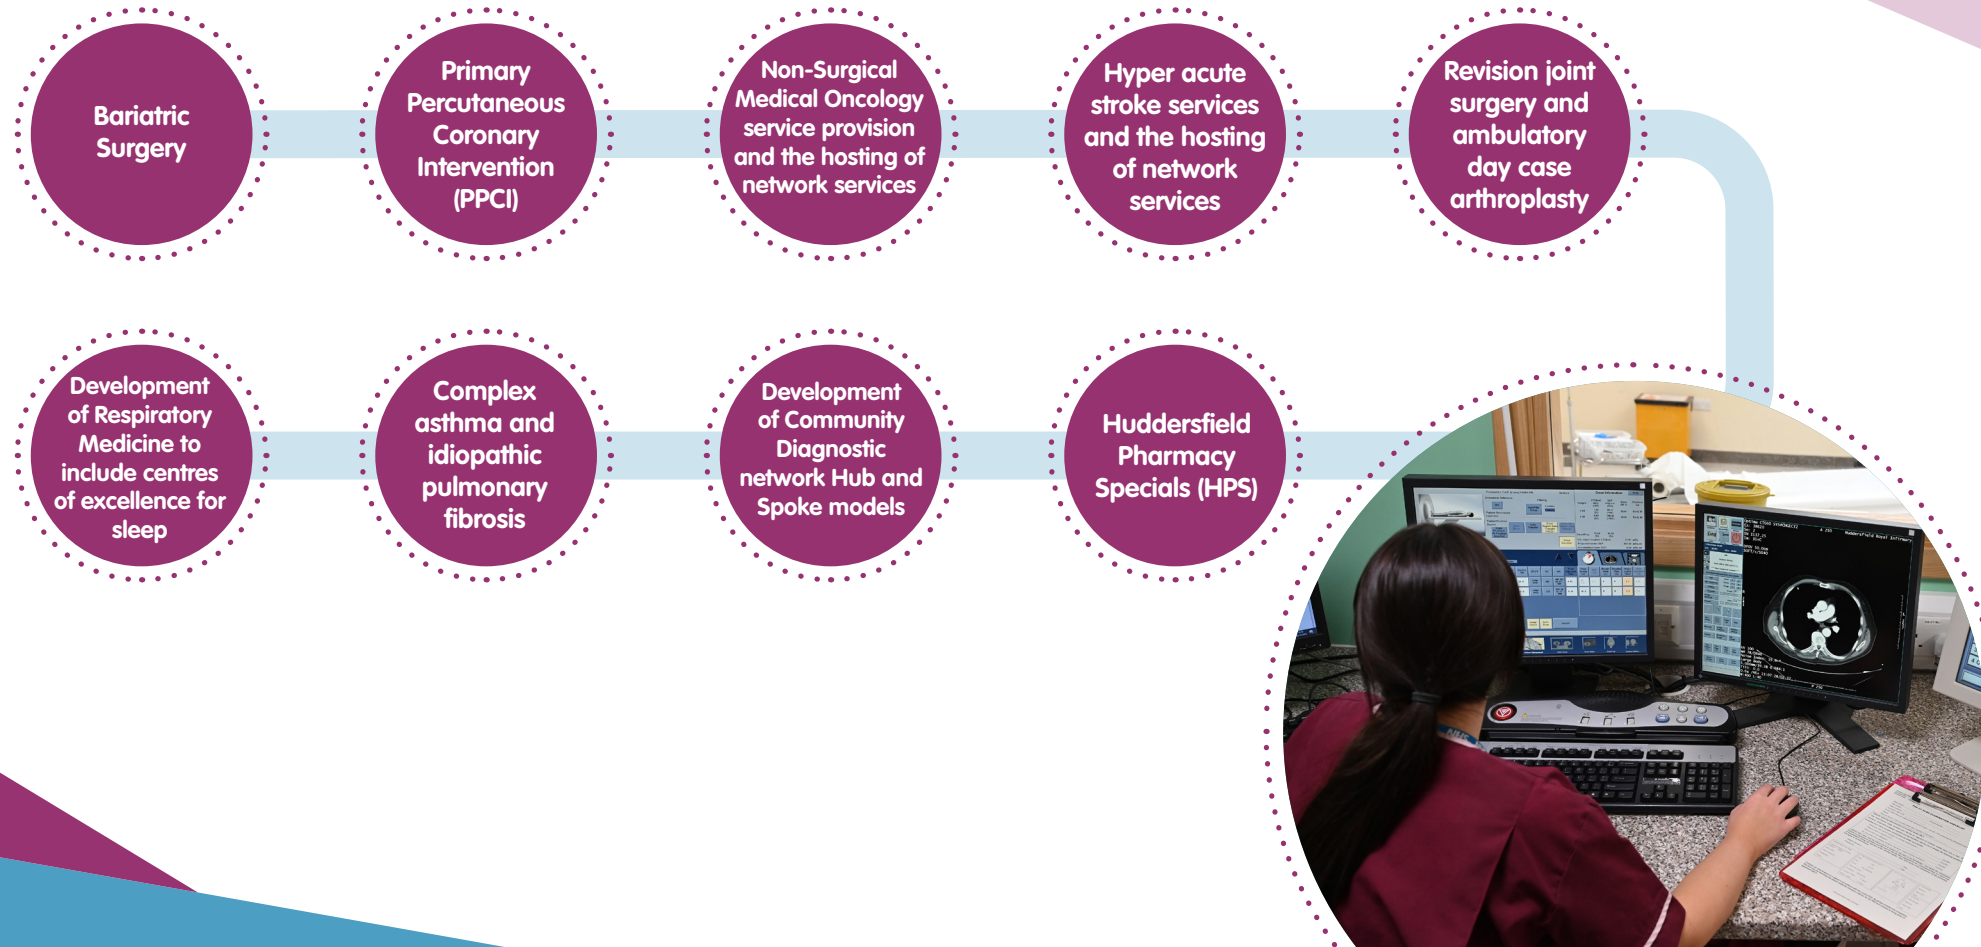 Bariatric
Surgery
Primary
Percutaneous
Coronary
Intervention
(PPCI)
Non-Surgical
Medical Oncology
service provision
and the hosting of
network services
Hyper acute
stroke services
and the hosting
of network
services
Revision joint
surgery and
ambulatory
day case
arthroplasty
Development
of Respiratory
Medicine to
include centres
of excellence for
sleep
Complex
asthma and
idiopathic
pulmonary
fibrosis
Development
of Community
Diagnostic
network Hub and
Spoke models
Huddersfield
Pharmacy
Specials (HPS)
Huddersfield Royal Infirmary